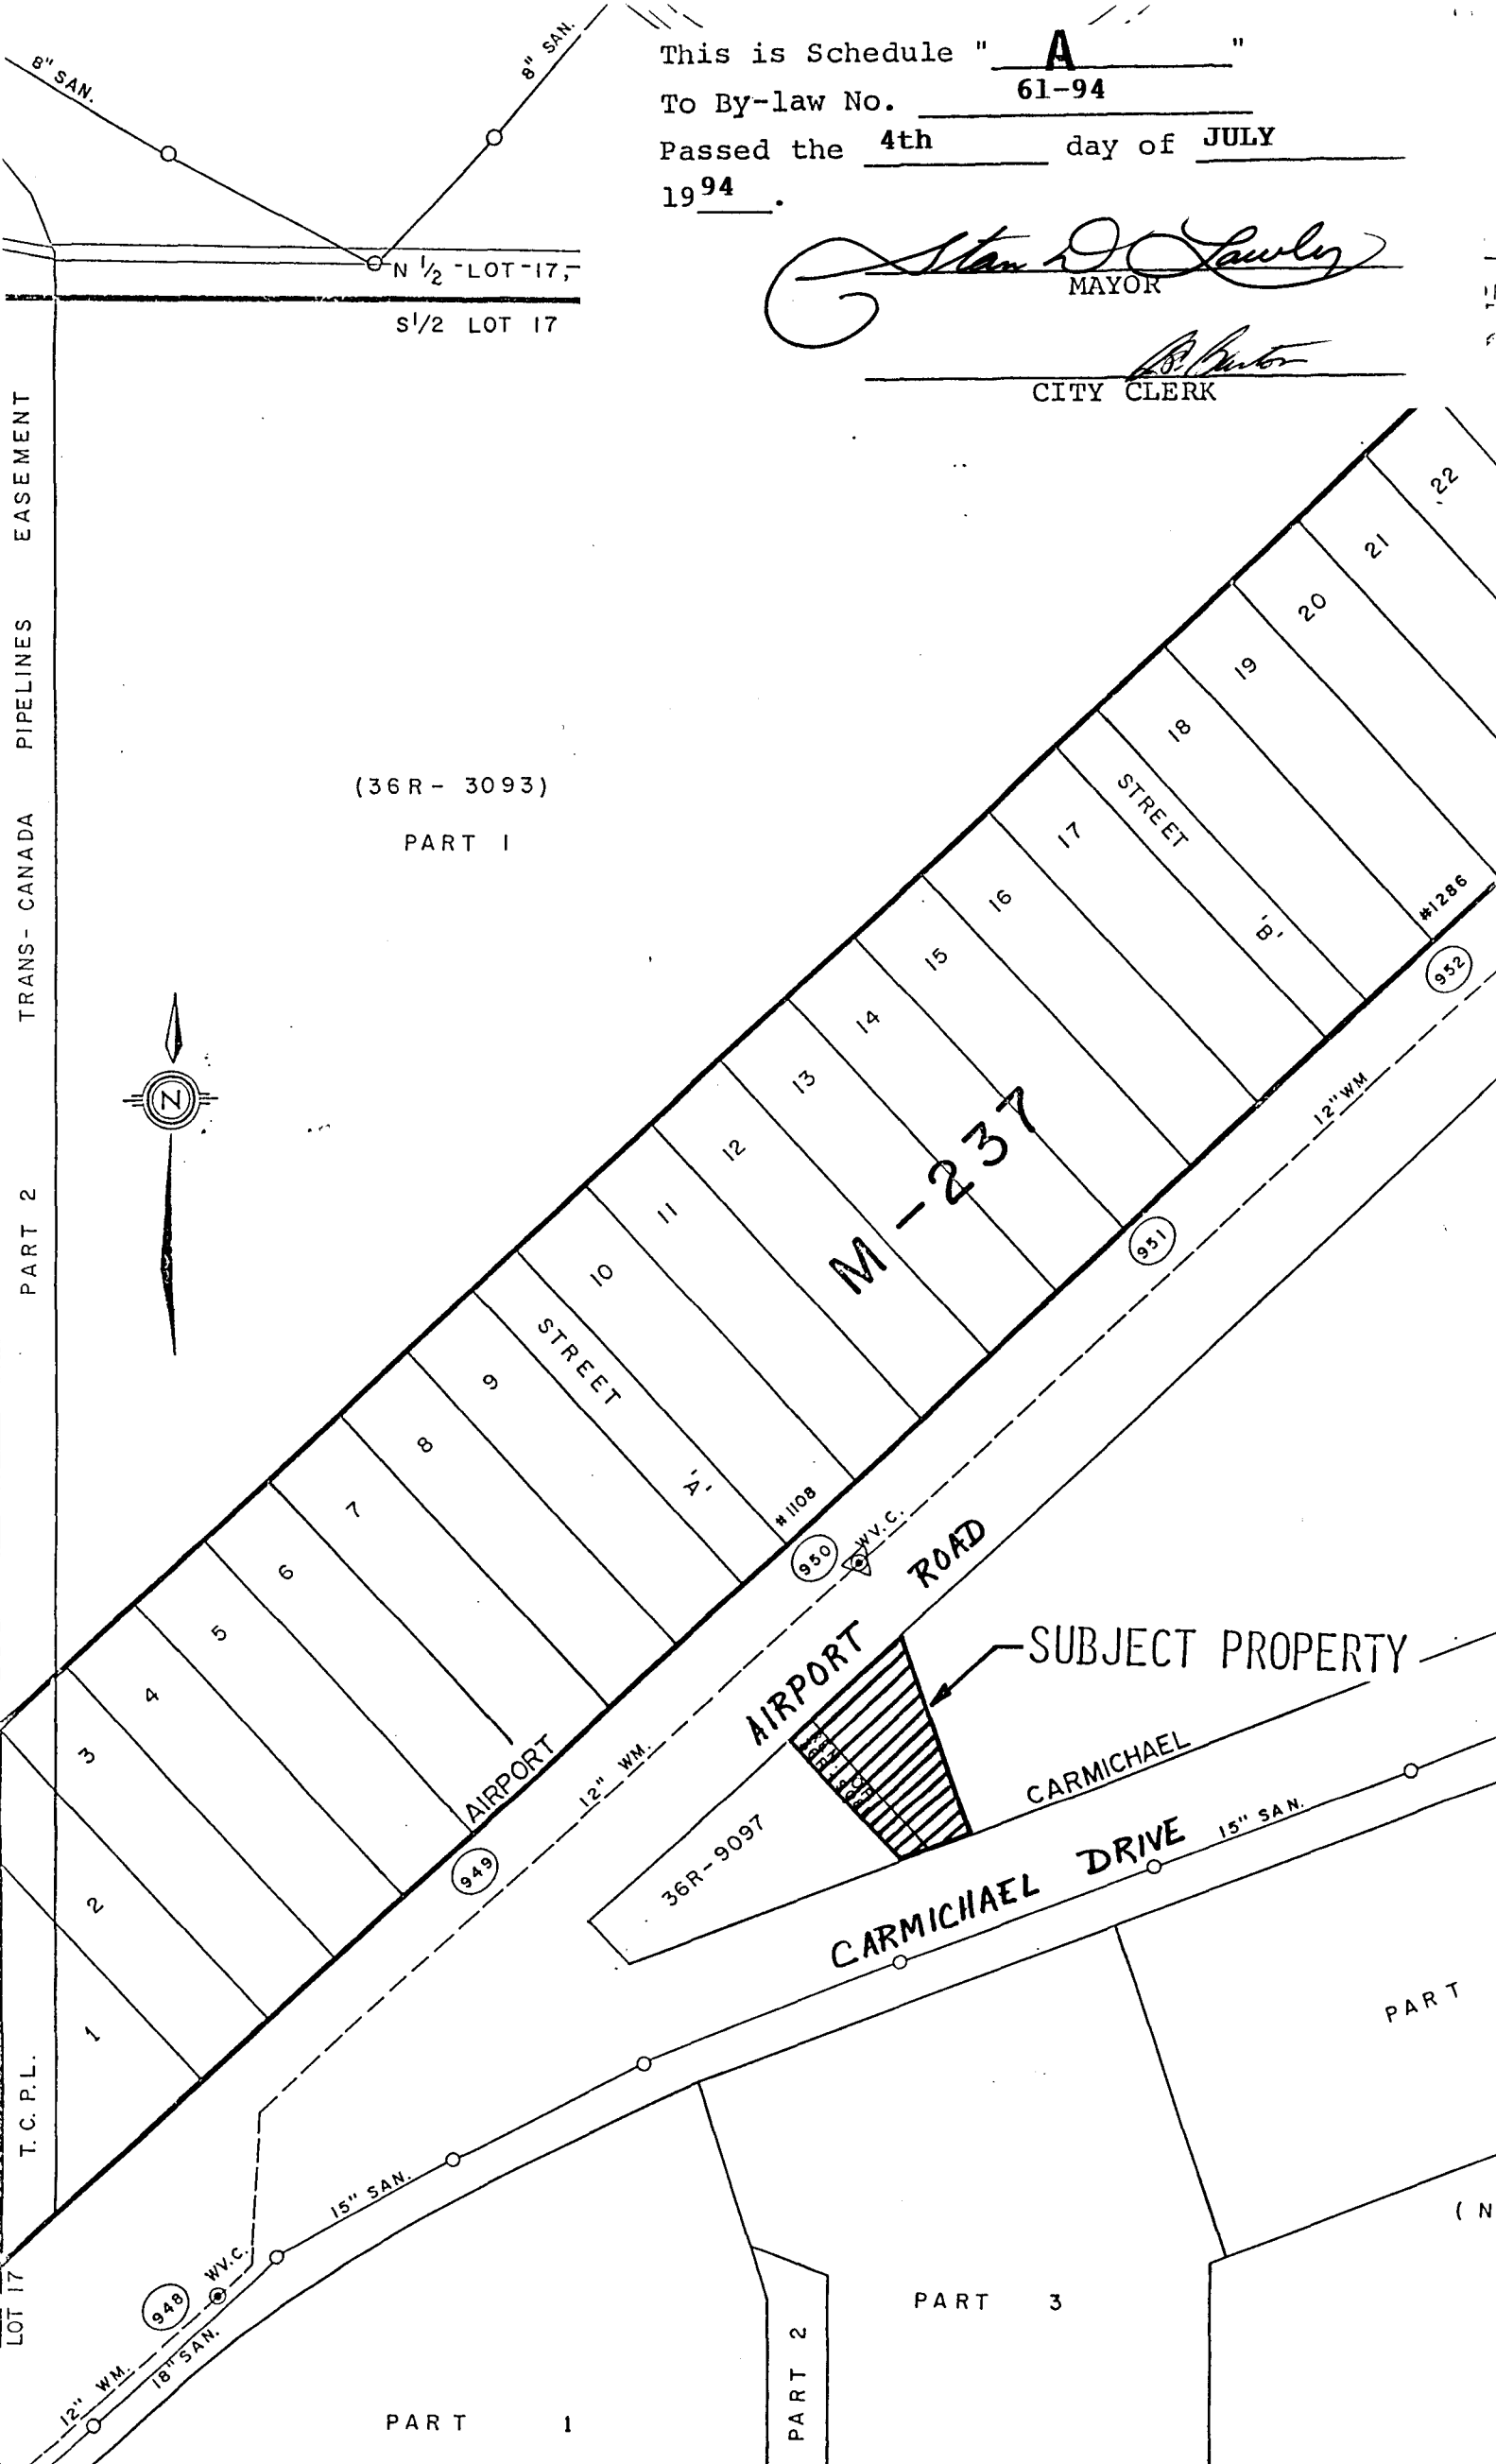 This is Schedule " A "
To By-law No. 61-94
Passed the 4th day of JULY
1994.
Stan D Lawlor
MAYOR
CITY CLERK
8" SAN.
8" SAN.
N 1/2 - LOT - 17,
S1/2 LOT 17
PART 2 TRANS-CANADA PIPELINES EASEMENT
(36R - 3093)
PART 1
N
22
21
20
19
18
STREET 'B'
17
16
15
14
13
12
11
10
STREET 'A'
9
8
7
6
5
4
3
2
1
M - 237
#1286
952
12" WM
951
#1108
950
WV.C.
AIRPORT ROAD
SUBJECT PROPERTY
AIRPORT
12" WM.
949
36R - 9097
CARMICHAEL
CARMICHAEL DRIVE
15" SAN.
PART
T.C.P.L.
15" SAN.
WV.C.
948
LOT 17
12" WM.
18" SAN.
PART 1
PART 2
PART 3
( N